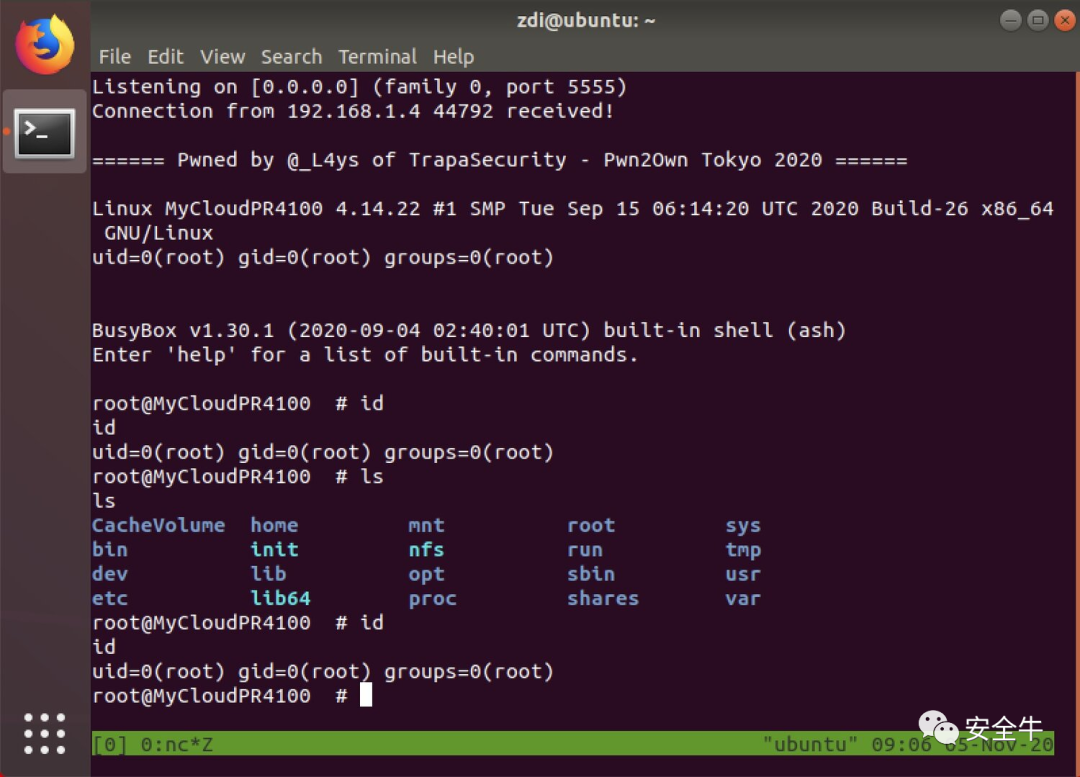 zdi@ubuntu: ~
File Edit View Search Terminal Help
Listening on [0.0.0.0] (family 0, port 5555)
Connection from 192.168.1.4 44792 received!
====== Pwned by @_L4ys of TrapaSecurity - Pwn2Own Tokyo 2020 ======
Linux MyCloudPR4100 4.14.22 #1 SMP Tue Sep 15 06:14:20 UTC 2020 Build-26 x86_64
GNU/Linux
uid=0(root) gid=0(root) groups=0(root)
BusyBox v1.30.1 (2020-09-04 02:40:01 UTC) built-in shell (ash)
Enter 'help' for a list of built-in commands.
root@MyCloudPR4100  # id
id
uid=0(root) gid=0(root) groups=0(root)
root@MyCloudPR4100  # ls
ls
CacheVolume  home         mnt          root         sys
bin          init         nfs          run          tmp
dev          lib          opt          sbin         usr
etc          lib64        proc         shares       var
root@MyCloudPR4100  # id
id
uid=0(root) gid=0(root) groups=0(root)
root@MyCloudPR4100  #
[0] 0:nc*Z "ubuntu" 09:06 05-Nov-20
安全牛